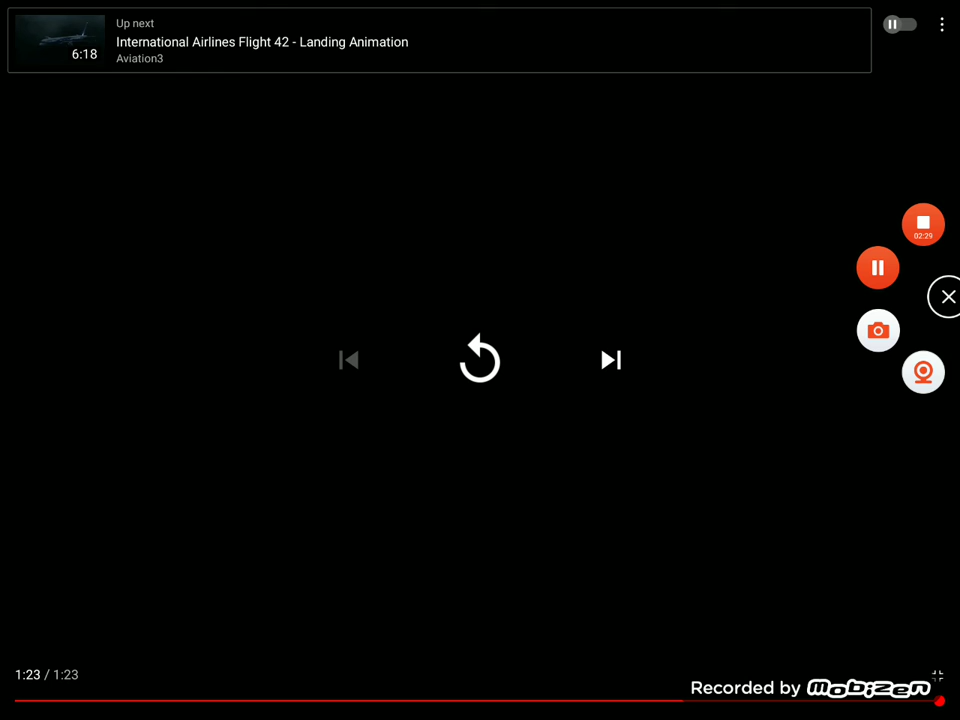 Up next
International Airlines Flight 42 - Landing Animation
Aviation3
6:18
02:29
1:23 / 1:23
Recorded by Mobizen